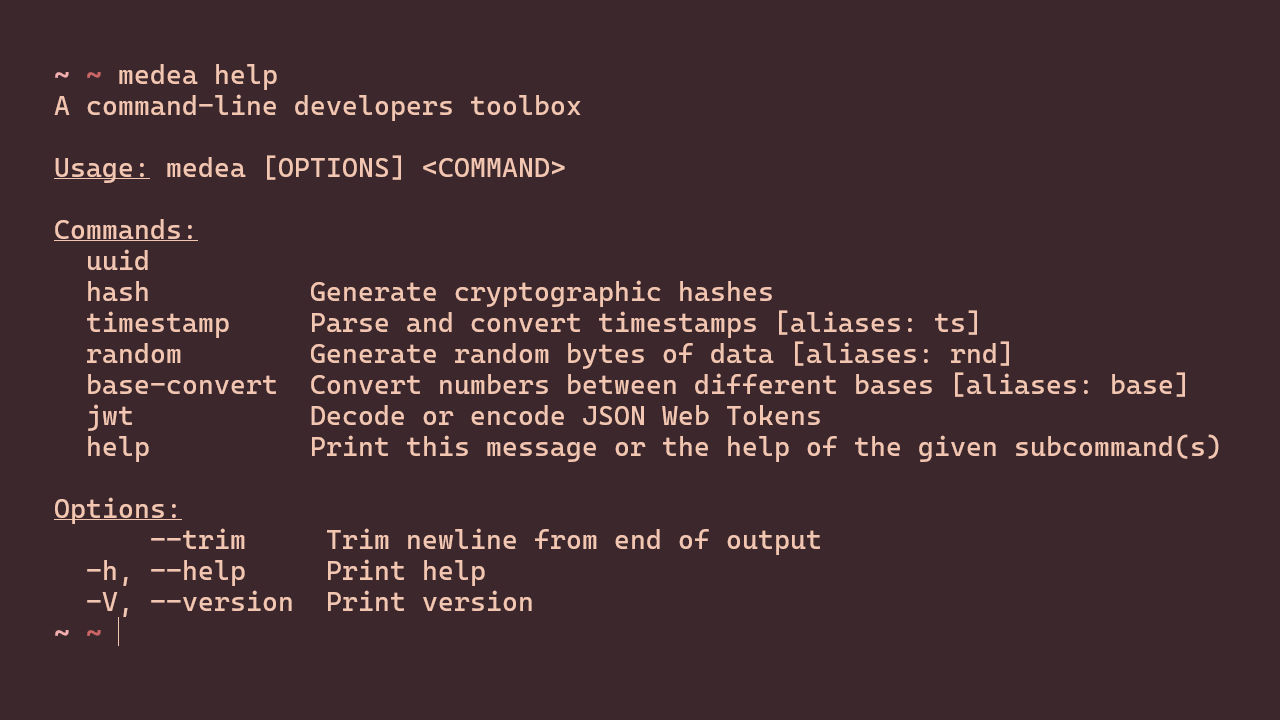 ~ ~ medea help
A command-line developers toolbox
Usage: medea [OPTIONS] <COMMAND>
Commands:
  uuid
  hash          Generate cryptographic hashes
  timestamp     Parse and convert timestamps [aliases: ts]
  random        Generate random bytes of data [aliases: rnd]
  base-convert  Convert numbers between different bases [aliases: base]
  jwt           Decode or encode JSON Web Tokens
  help          Print this message or the help of the given subcommand(s)
Options:
      --trim     Trim newline from end of output
  -h, --help     Print help
  -V, --version  Print version
~ ~